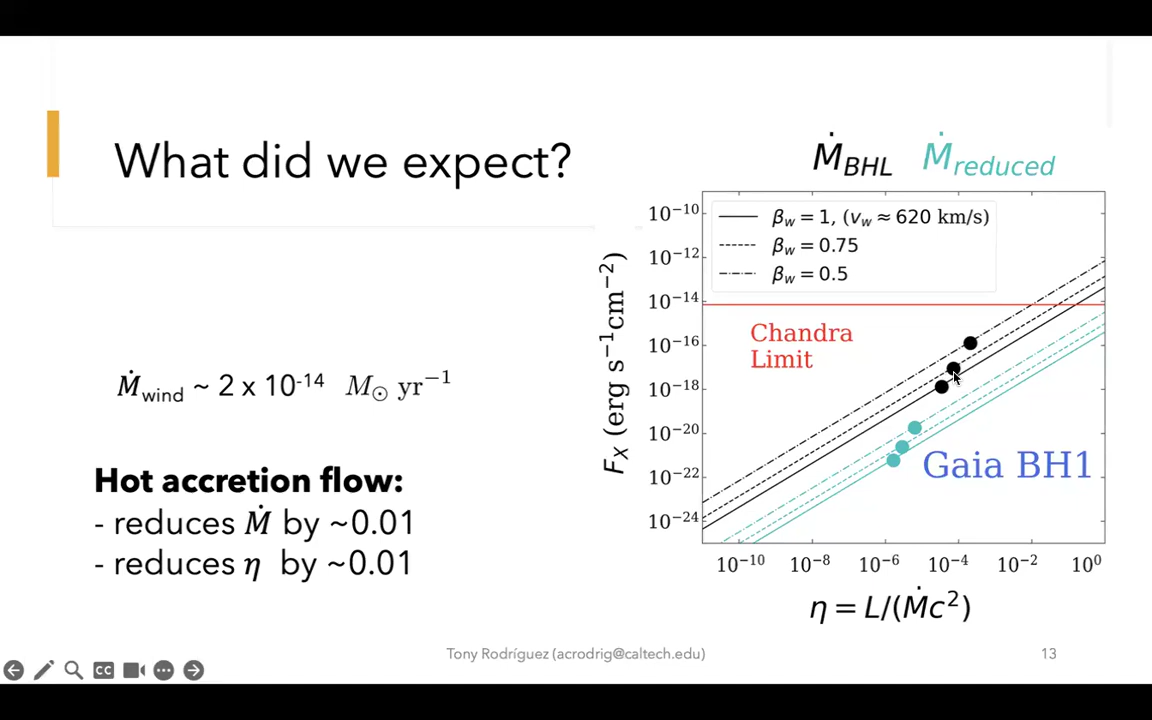 What did we expect?
Ṁ_BHL Ṁ_reduced
Ṁ_wind ~ 2 x 10^-14 M_⊙ yr^−1
Hot accretion flow:
- reduces Ṁ by ~0.01
- reduces η by ~0.01
β_w = 1, (v_w ≈ 620 km/s)
β_w = 0.75
β_w = 0.5
Chandra
Limit
Gaia BH1
F_X (erg s^−1cm^−2)
10^−10
10^−12
10^−14
10^−16
10^−18
10^−20
10^−22
10^−24
10^−10 10^−8 10^−6 10^−4 10^−2 10^0
η = L/(Ṁc^2)
Tony Rodríguez (acrodrig@caltech.edu)
13
CC